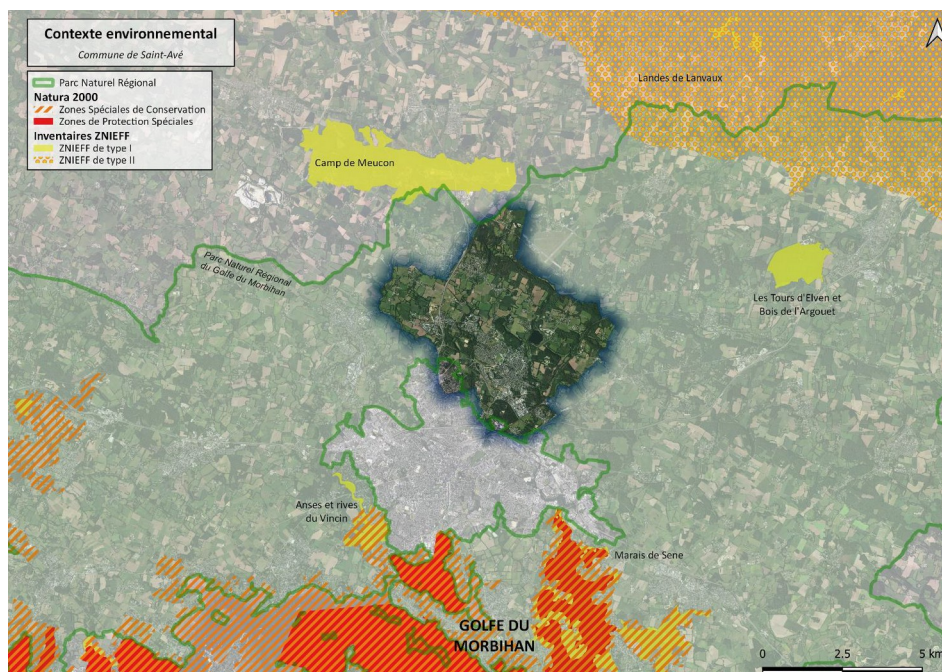 Contexte environnemental
Commune de Saint-Avé
Parc Naturel Régional
Natura 2000
Zones Spéciales de Conservation
Zones de Protection Spéciales
Inventaires ZNIEFF
ZNIEFF de type I
ZNIEFF de type II
Landes de Lanvaux
Camp de Meucon
Parc Naturel Régional
du Golfe du Morbihan
Les Tours d'Elven et
Bois de l'Argouet
Anses et rives
du Vincin
Marais de Sene
GOLFE DU
MORBIHAN
0 2.5 5 km